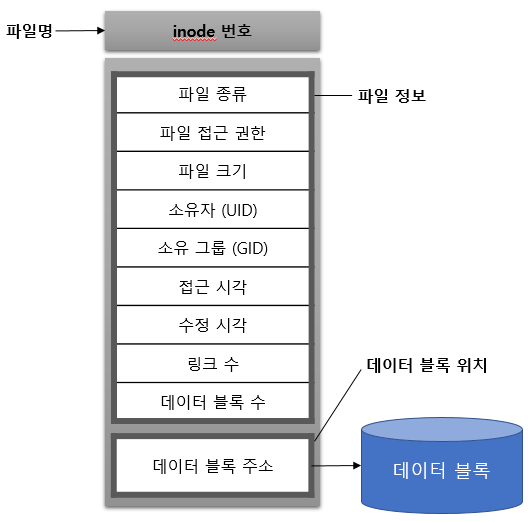 파일명
inode 번호
파일 종류
파일 정보
파일 접근 권한
파일 크기
소유자 (UID)
소유 그룹 (GID)
접근 시각
수정 시각
링크 수
데이터 블록 위치
데이터 블록 수
데이터 블록 주소
데이터 블록